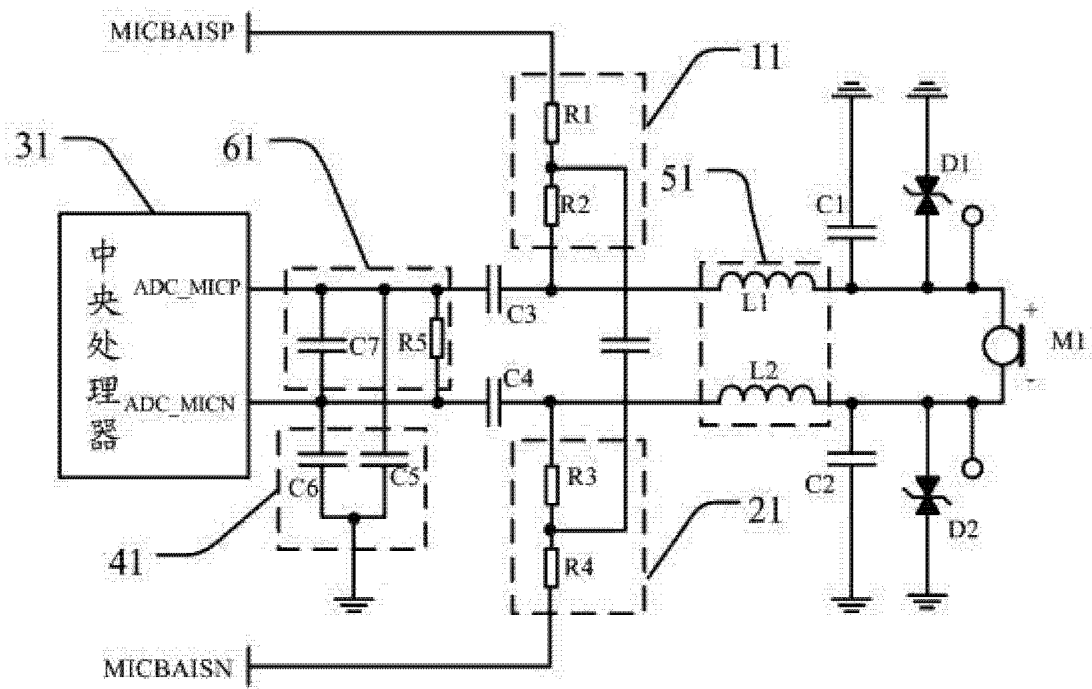 MICBAISP
11
R1
31
61
51
D1
R2
C1
中央处理器
ADC_MICP
L1
C3
+
C7
R5
M1
C4
L2
-
ADC_MICN
C6
C5
R3
C2
21
D2
41
R4
MICBAISN